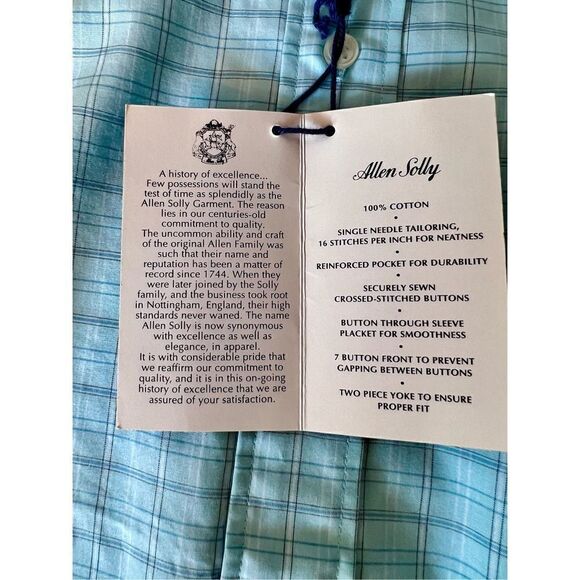 A history of excellence...
Few possessions will stand the
test of time as splendidly as the
Allen Solly Garment. The reason
lies in our centuries-old
commitment to quality.
The uncommon ability and craft
of the original Allen Family was
such that their name and
reputation has been a matter of
record since 1744. When they
were later joined by the Solly
family, and the business took root
in Nottingham, England, their high
standards never waned. The name
Allen Solly is now synonymous
with excellence as well as
elegance, in apparel.
It is with considerable pride that
we reaffirm our commitment to
quality, and it is in this on-going
history of excellence that we are
assured of your satisfaction.
Allen Solly
100% COTTON
•
SINGLE NEEDLE TAILORING,
16 STITCHES PER INCH FOR NEATNESS
•
REINFORCED POCKET FOR DURABILITY
•
SECURELY SEWN
CROSSED-STITCHED BUTTONS
•
BUTTON THROUGH SLEEVE
PLACKET FOR SMOOTHNESS
•
7 BUTTON FRONT TO PREVENT
GAPPING BETWEEN BUTTONS
•
TWO PIECE YOKE TO ENSURE
PROPER FIT